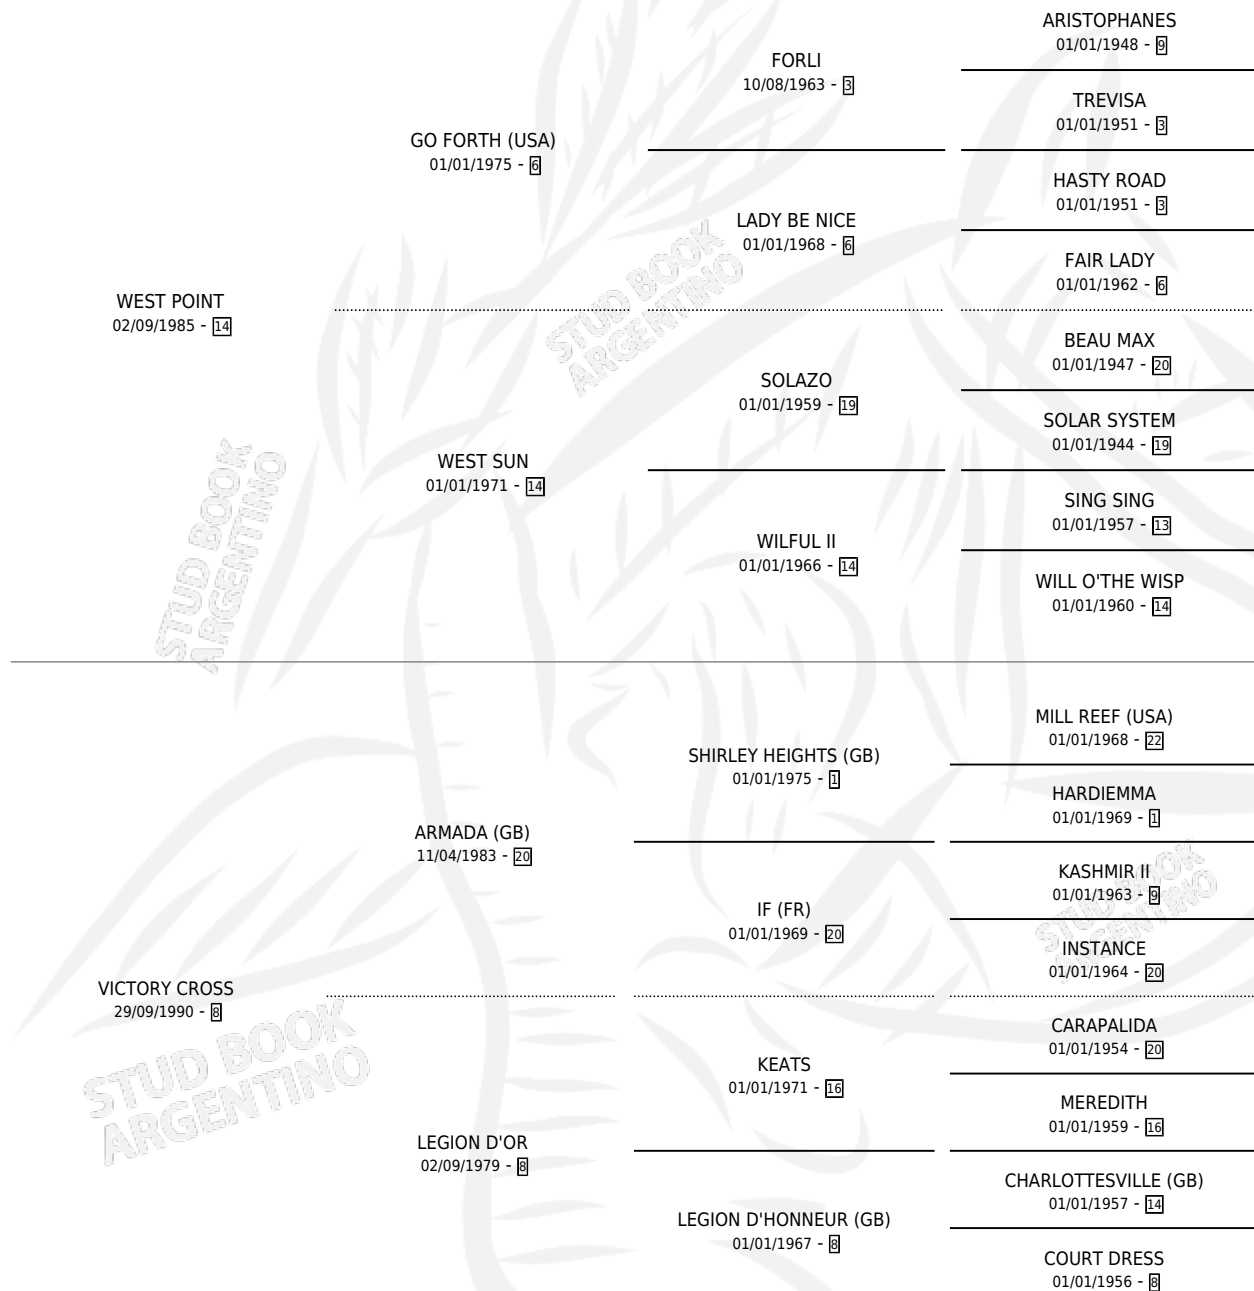 ARISTOPHANES
01/01/1948 - 9
FORLI
10/08/1963 - 3
TREVISA
01/01/1951 - 3
GO FORTH (USA)
01/01/1975 - 6
HASTY ROAD
01/01/1951 - 3
LADY BE NICE
01/01/1968 - 6
FAIR LADY
01/01/1962 - 6
WEST POINT
02/09/1985 - 14
BEAU MAX
01/01/1947 - 20
SOLAZO
01/01/1959 - 19
SOLAR SYSTEM
01/01/1944 - 19
WEST SUN
01/01/1971 - 14
SING SING
01/01/1957 - 13
WILFUL II
01/01/1966 - 14
WILL O'THE WISP
01/01/1960 - 14
MILL REEF (USA)
01/01/1968 - 22
SHIRLEY HEIGHTS (GB)
01/01/1975 - 1
HARDIEMMA
01/01/1969 - 1
ARMADA (GB)
11/04/1983 - 20
KASHMIR II
01/01/1963 - 9
IF (FR)
01/01/1969 - 20
INSTANCE
01/01/1964 - 20
VICTORY CROSS
29/09/1990 - 8
CARAPALIDA
01/01/1954 - 20
KEATS
01/01/1971 - 16
MEREDITH
01/01/1959 - 16
LEGION D'OR
02/09/1979 - 8
CHARLOTTESVILLE (GB)
01/01/1957 - 14
LEGION D'HONNEUR (GB)
01/01/1967 - 8
COURT DRESS
01/01/1956 - 8
STUD BOOK
ARGENTINO
STUD BOOK
ARGENTINO
STUD BOOK
ARGENTINO
STUD BOOK
ARGENTINO